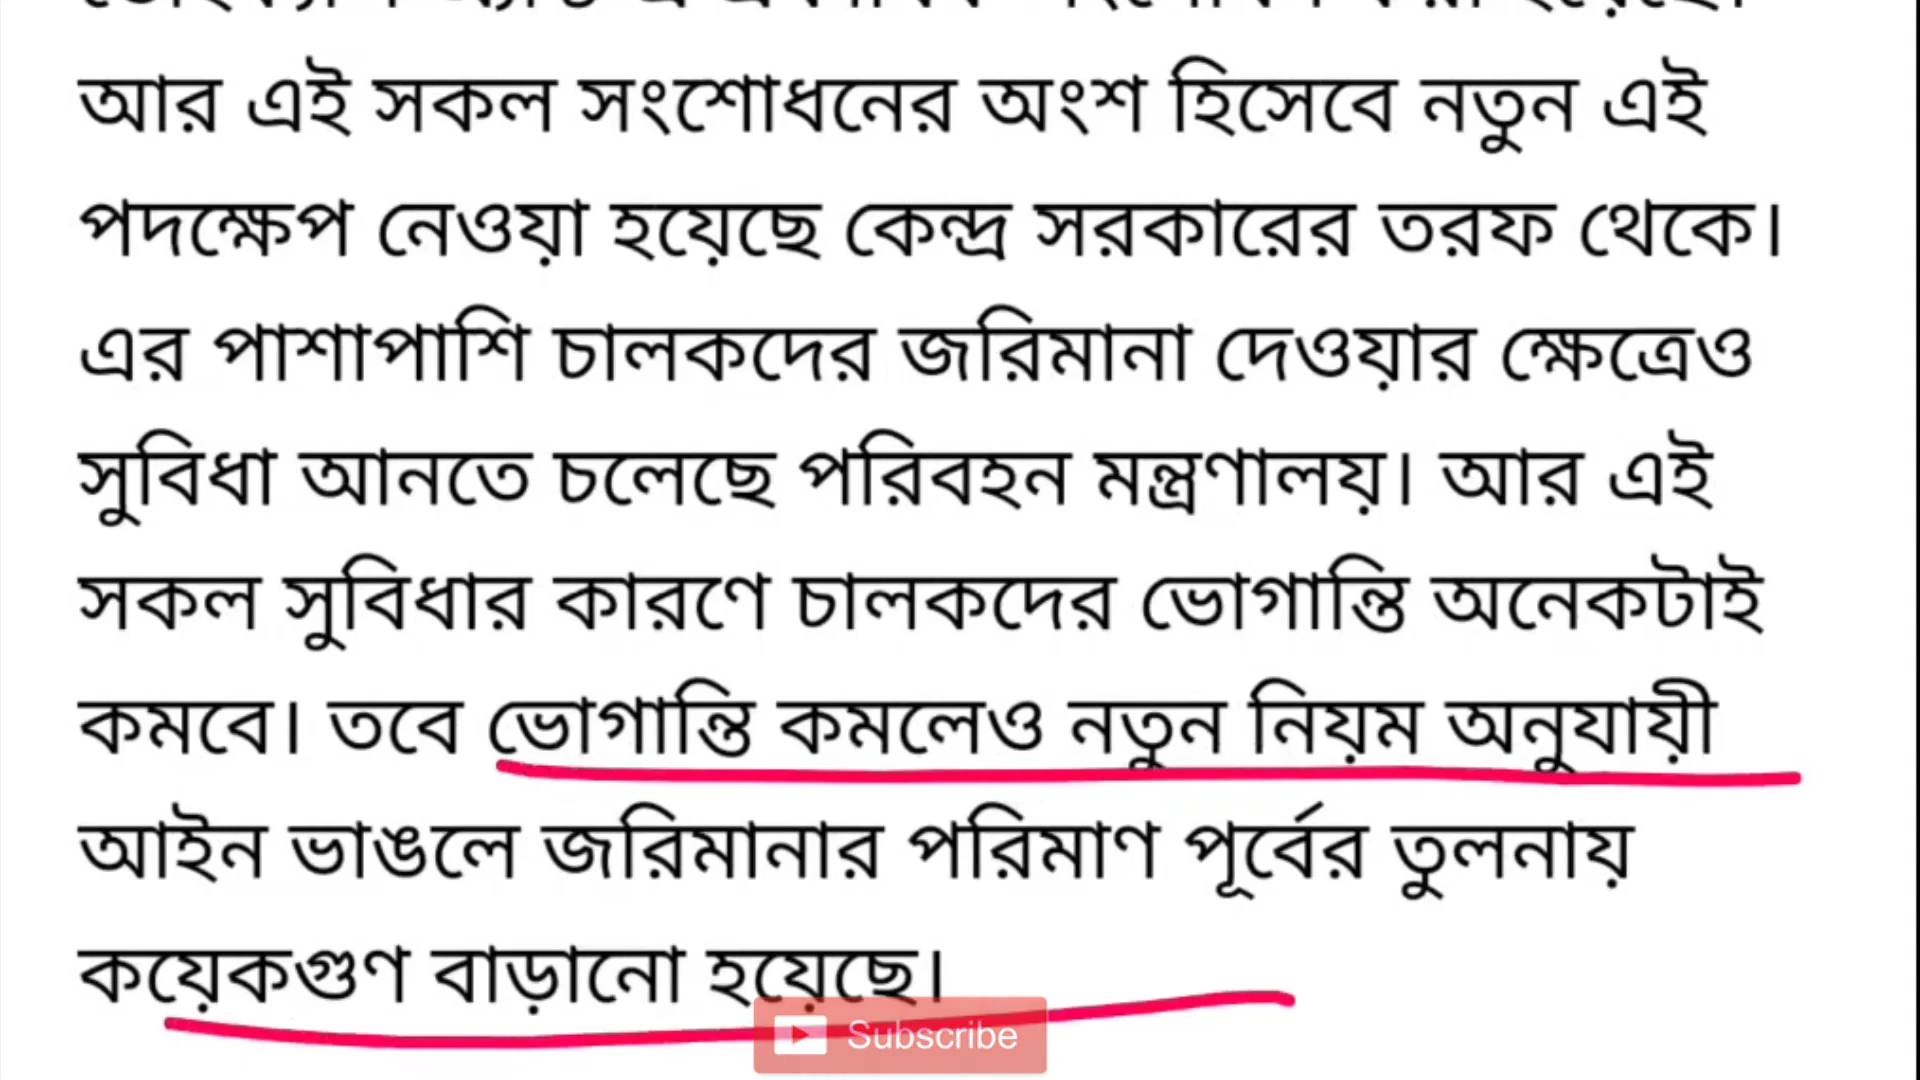 আর এই সকল সংশোধনের অংশ হিসেবে নতুন এই
পদক্ষেপ নেওয়া হয়েছে কেন্দ্র সরকারের তরফ থেকে।
এর পাশাপাশি চালকদের জরিমানা দেওয়ার ক্ষেত্রেও
সুবিধা আনতে চলেছে পরিবহন মন্ত্রণালয়। আর এই
সকল সুবিধার কারণে চালকদের ভোগান্তি অনেকটাই
কমবে। তবে ভোগান্তি কমলেও নতুন নিয়ম অনুযায়ী
আইন ভাঙলে জরিমানার পরিমাণ পূর্বের তুলনায়
কয়েকগুণ বাড়ানো হয়েছে।
Subscribe